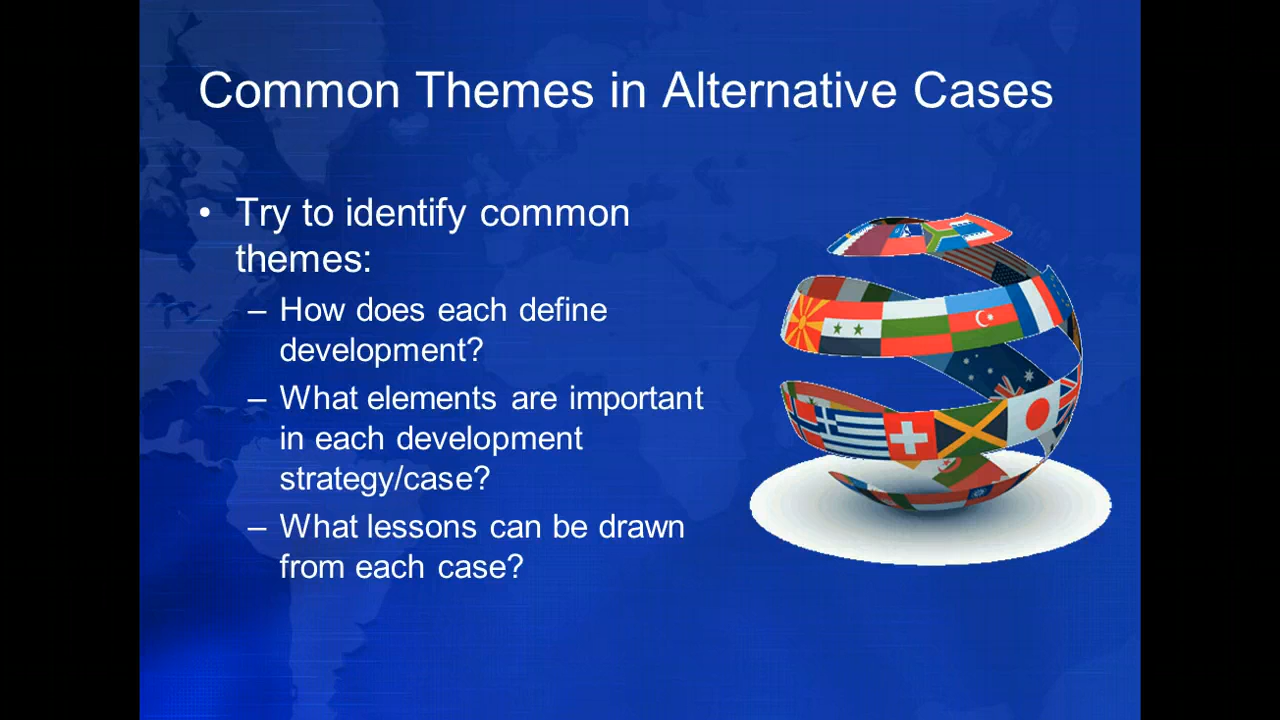 Common Themes in Alternative Cases
• Try to identify common
themes:
– How does each define
development?
– What elements are important
in each development
strategy/case?
– What lessons can be drawn
from each case?